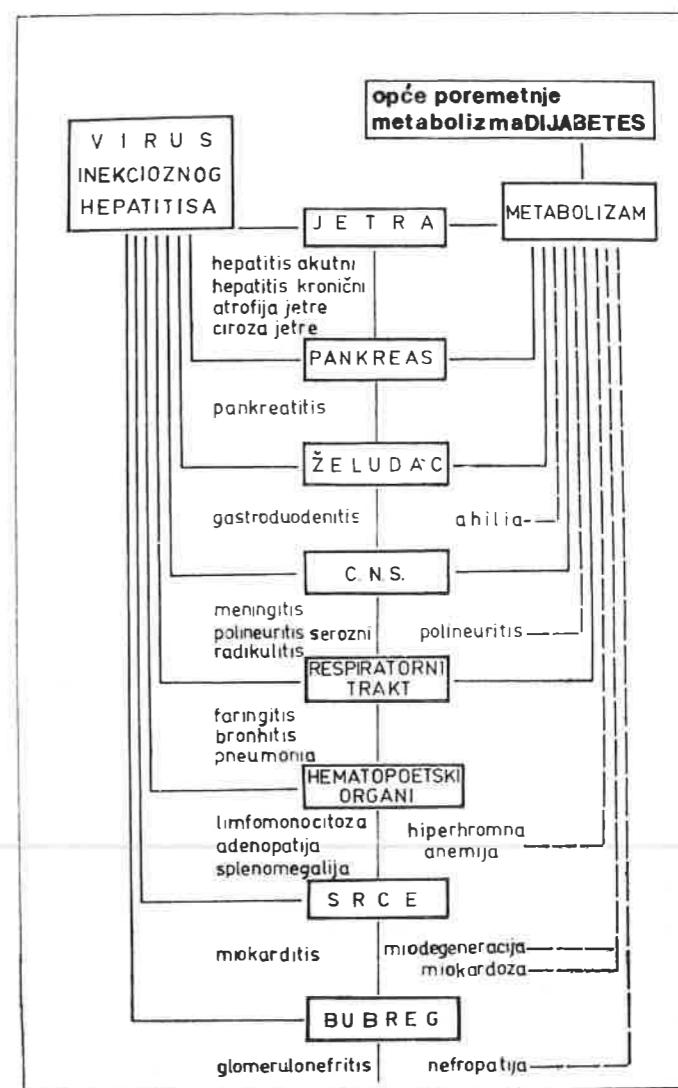 opće poremetnje
metabolizmaDIJABETES
VIRUS
INEKCIOZNOG
HEPATITISA
METABOLIZAM
JETRA
hepatitis akutni
hepatitis kronični
atrofija jetre
ciroza jetre
PANKREAS
pankreatitis
ŽELUDAC
gastroduodenitis
ahilia
C.N.S.
meningitis
polineuritis serozni
radikulitis
polineuritis
RESPIRATORNI
TRAKT
faringitis
bronhitis
pneumonia
HEMATOPOETSKI
ORGANI
limfomonocitoza
adenopatija
splenomegalija
hiperhromna
anemija
SRCE
miokarditis
miodegeneracija
miokardoza
BUBREG
glomerulonefritis
nefropatija